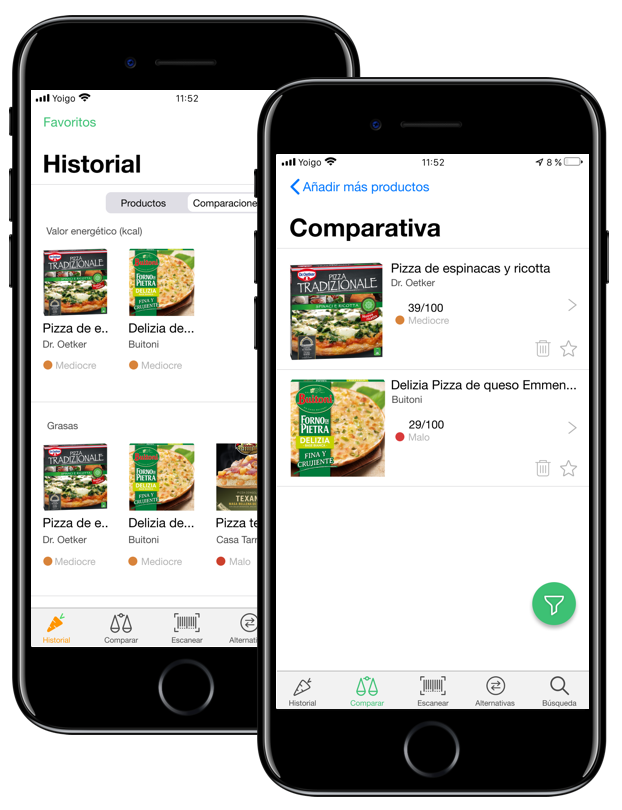 Yoigo
11:52
Favoritos
Historial
Productos
Comparacione
Valor energético (kcal)
Dr. Oetker
PIZZA
TRADIZIONALE
Buitoni
FORNO DI
PIETRA
DELIZIA
FINA Y
CRUJIENTE
Pizza de e..
Delizia de...
Dr. Oetker
Buitoni
Mediocre
Mediocre
Grasas
PIZZA
TRADIZIONALE
Buitoni
FORNO DI
PIETRA
DELIZIA
FINA Y
CRUJIENTE
TEXAN
Pizza de e..
Delizia de...
Pizza te
Dr. Oetker
Buitoni
Casa Tarr
Mediocre
Mediocre
Malo
Historial
Comparar
Escanear
Alternati
Yoigo
11:52
8 %
Añadir más productos
Comparativa
Dr. Oetker
PIZZA
TRADIZIONALE
SPINACI E RICOTTA
Pizza de espinacas y ricotta
Dr. Oetker
39/100
Mediocre
Buitoni
FORNO DI
PIETRA
DELIZIA
FINA Y
CRUJIENTE
Delizia Pizza de queso Emmen...
Buitoni
29/100
Malo
Historial
Comparar
Escanear
Alternativas
Búsqueda